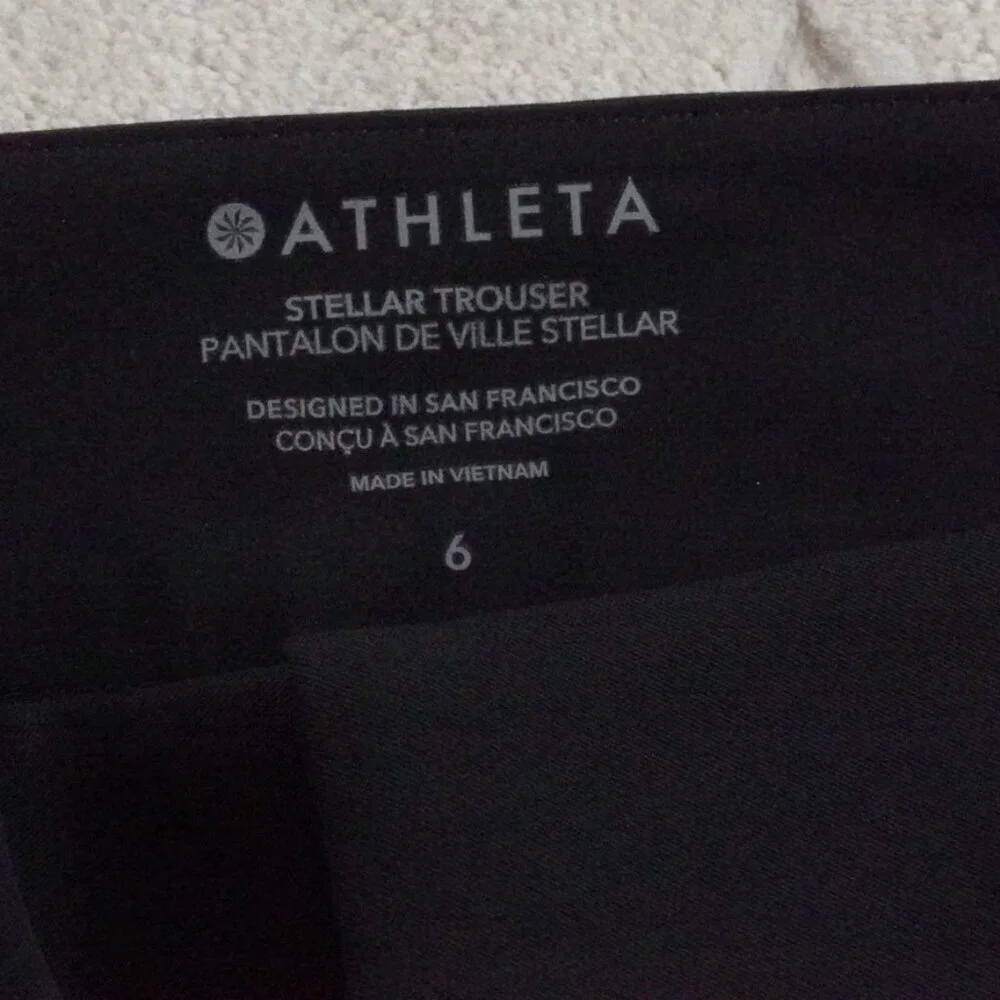 ATHLETA
STELLAR TROUSER
PANTALON DE VILLE STELLAR
DESIGNED IN SAN FRANCISCO
CONÇU À SAN FRANCISCO
MADE IN VIETNAM
6